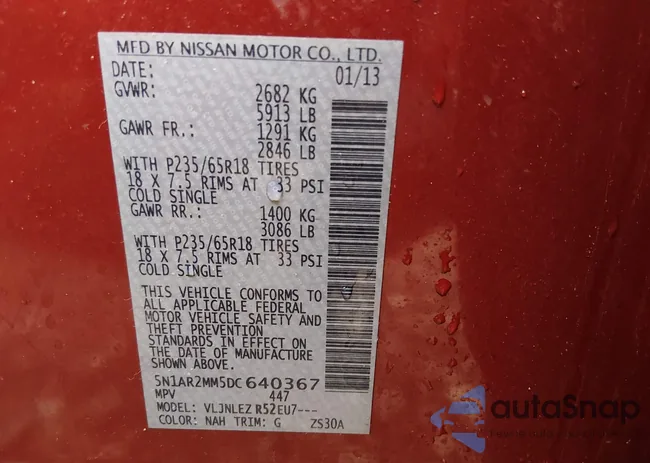 MFD BY NISSAN MOTOR CO., LTD.
DATE: 01/13
GVWR: 2682 KG
5913 LB
GAWR FR.: 1291 KG
2846 LB
WITH P235/65R18 TIRES
18 X 7.5 RIMS AT 33 PSI
COLD SINGLE
GAWR RR.: 1400 KG
3086 LB
WITH P235/65R18 TIRES
18 X 7.5 RIMS AT 33 PSI
COLD SINGLE
THIS VEHICLE CONFORMS TO
ALL APPLICABLE FEDERAL
MOTOR VEHICLE SAFETY AND
THEFT PREVENTION
STANDARDS IN EFFECT ON
THE DATE OF MANUFACTURE
SHOWN ABOVE.
5N1AR2MM5DC640367
MPV 447
MODEL: VLJNLEZ R52EU7---
COLOR: NAH TRIM: G ZS30A
autaSnap